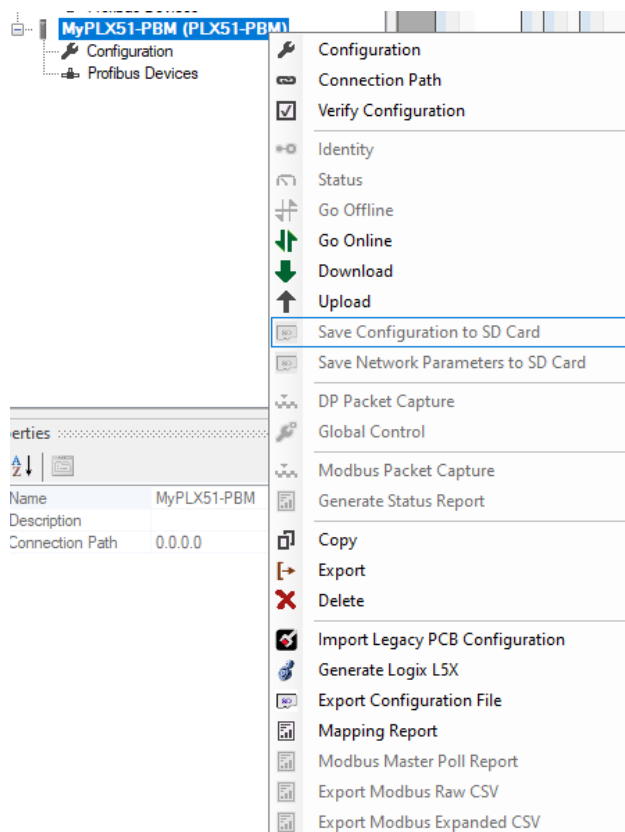 MyPLX51-PBM (PLX51-PBM)
Configuration
Profibus Devices
Configuration
Connection Path
Verify Configuration
Identity
Status
Go Offline
Go Online
Download
Upload
Save Configuration to SD Card
Save Network Parameters to SD Card
DP Packet Capture
Global Control
Modbus Packet Capture
Generate Status Report
Copy
Export
Delete
Import Legacy PCB Configuration
Generate Logix L5X
Export Configuration File
Mapping Report
Modbus Master Poll Report
Export Modbus Raw CSV
Export Modbus Expanded CSV
erties
Name MyPLX51-PBM
Description
Connection Path 0.0.0.0